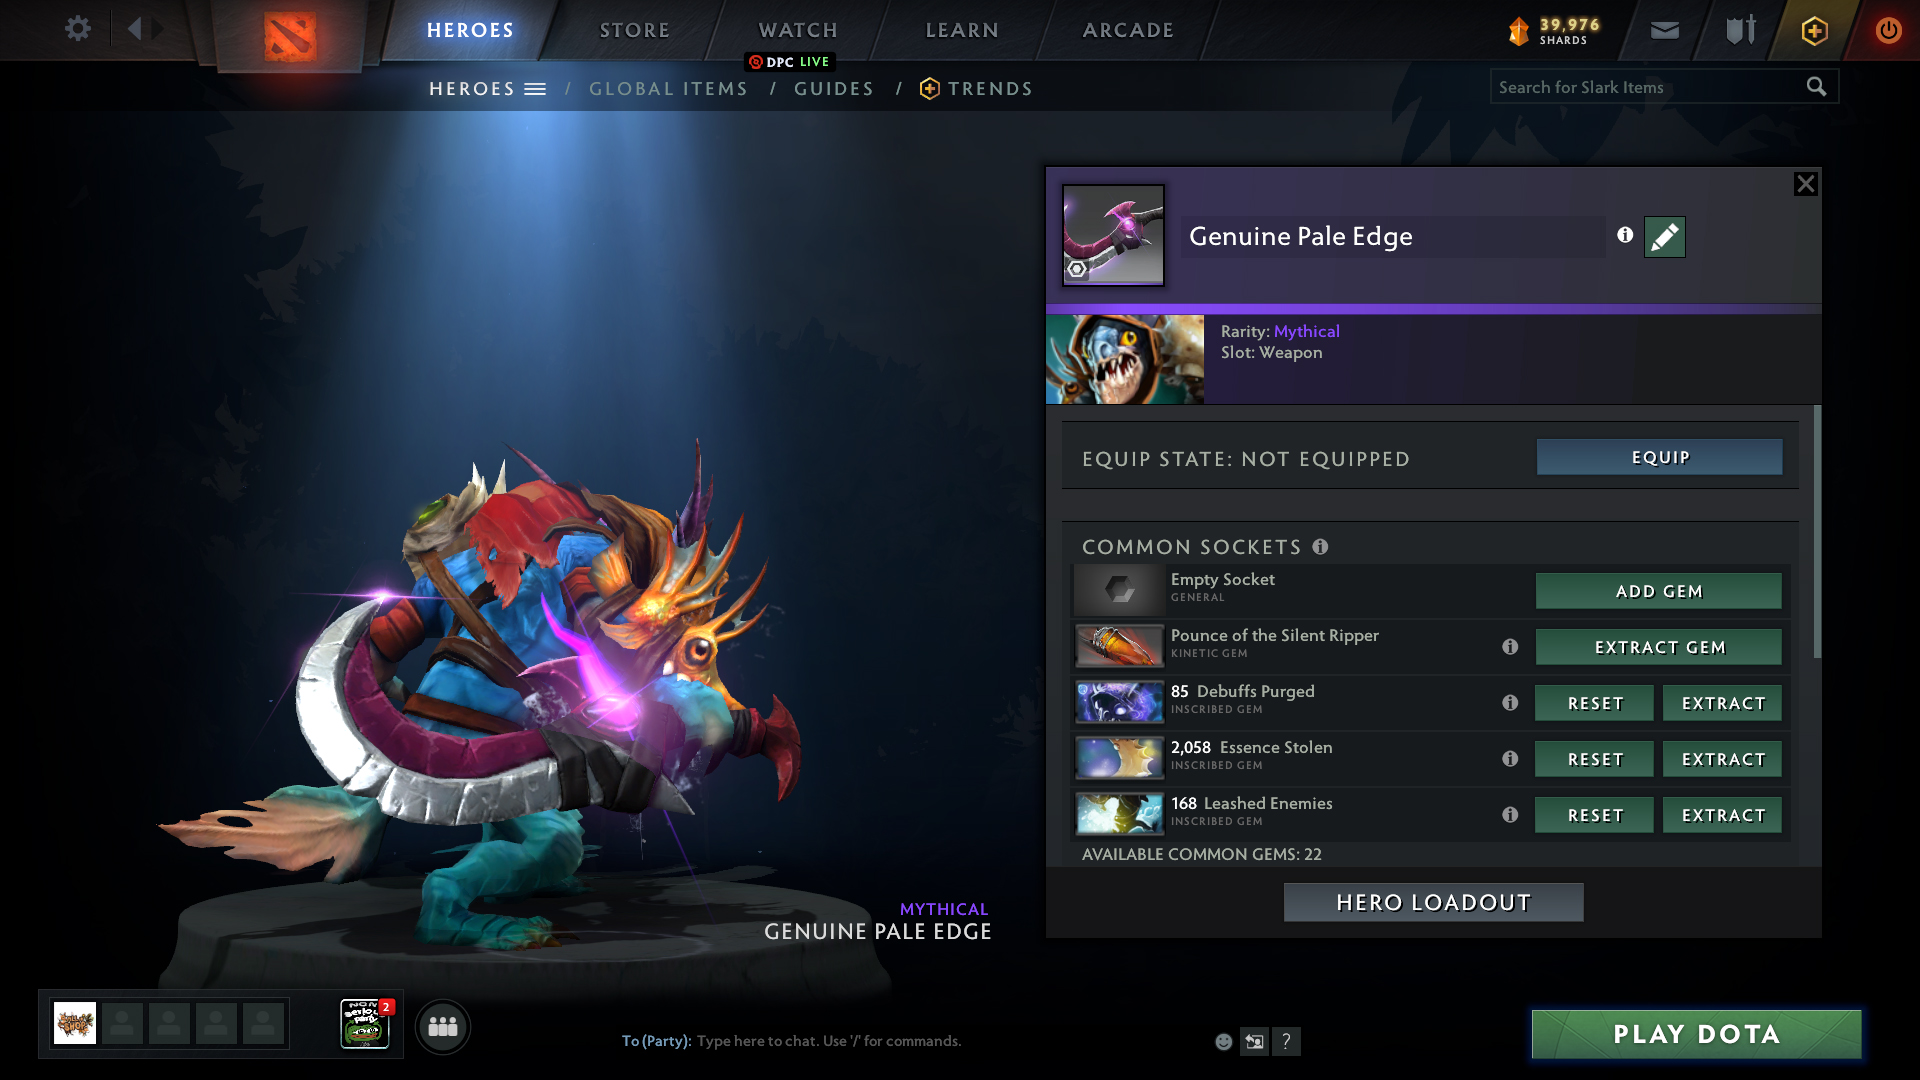 HEROES
STORE
WATCH
LEARN
ARCADE
39,976
SHARDS
DPC LIVE
HEROES / GLOBAL ITEMS / GUIDES / TRENDS
Search for Slark Items
Genuine Pale Edge
Rarity: Mythical
Slot: Weapon
EQUIP STATE: NOT EQUIPPED
EQUIP
COMMON SOCKETS
Empty Socket
GENERAL
ADD GEM
Pounce of the Silent Ripper
KINETIC GEM
EXTRACT GEM
85 Debuffs Purged
INSCRIBED GEM
RESET
EXTRACT
2,058 Essence Stolen
INSCRIBED GEM
RESET
EXTRACT
168 Leashed Enemies
INSCRIBED GEM
RESET
EXTRACT
AVAILABLE COMMON GEMS: 22
HERO LOADOUT
MYTHICAL
GENUINE PALE EDGE
2
To (Party): Type here to chat. Use '/' for commands.
?
PLAY DOTA